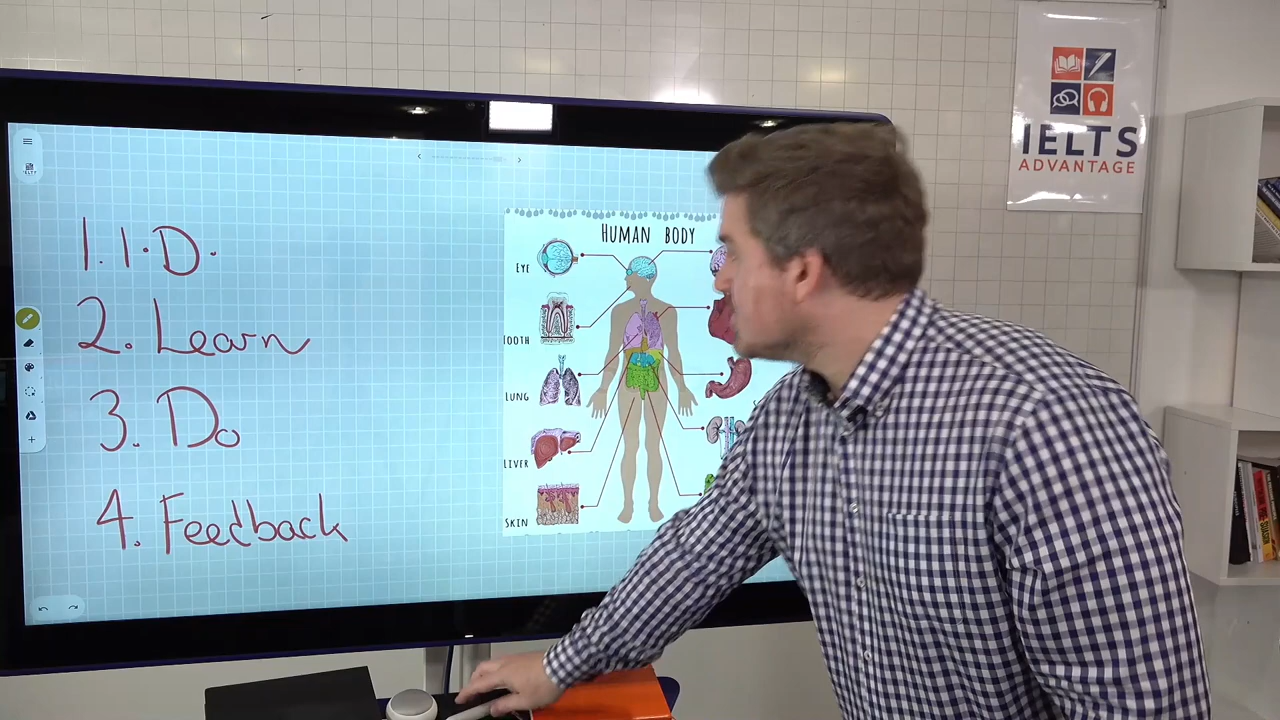 1. I.D.
2. Learn
3. Do
4. Feedback
HUMAN BODY
EYE
TOOTH
LUNG
LIVER
SKIN
IELTS
ADVANTAGE